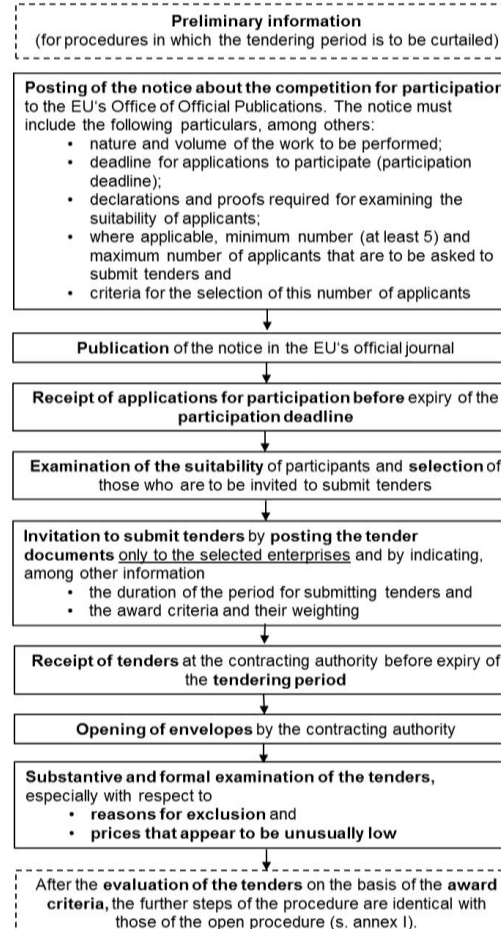 Preliminary information
(for procedures in which the tendering period is to be curtailed)
Posting of the notice about the competition for participation
to the EU's Office of Official Publications. The notice must
include the following particulars, among others:
• nature and volume of the work to be performed;
• deadline for applications to participate (participation
deadline);
• declarations and proofs required for examining the
suitability of applicants;
• where applicable, minimum number (at least 5) and
maximum number of applicants that are to be asked to
submit tenders and
• criteria for the selection of this number of applicants
Publication of the notice in the EU's official journal
Receipt of applications for participation before expiry of the
participation deadline
Examination of the suitability of participants and selection of
those who are to be invited to submit tenders
Invitation to submit tenders by posting the tender
documents only to the selected enterprises and by indicating,
among other information
• the duration of the period for submitting tenders and
• the award criteria and their weighting
Receipt of tenders at the contracting authority before expiry of
the tendering period
Opening of envelopes by the contracting authority
Substantive and formal examination of the tenders,
especially with respect to
• reasons for exclusion and
• prices that appear to be unusually low
After the evaluation of the tenders on the basis of the award
criteria, the further steps of the procedure are identical with
those of the open procedure (s. annex I).